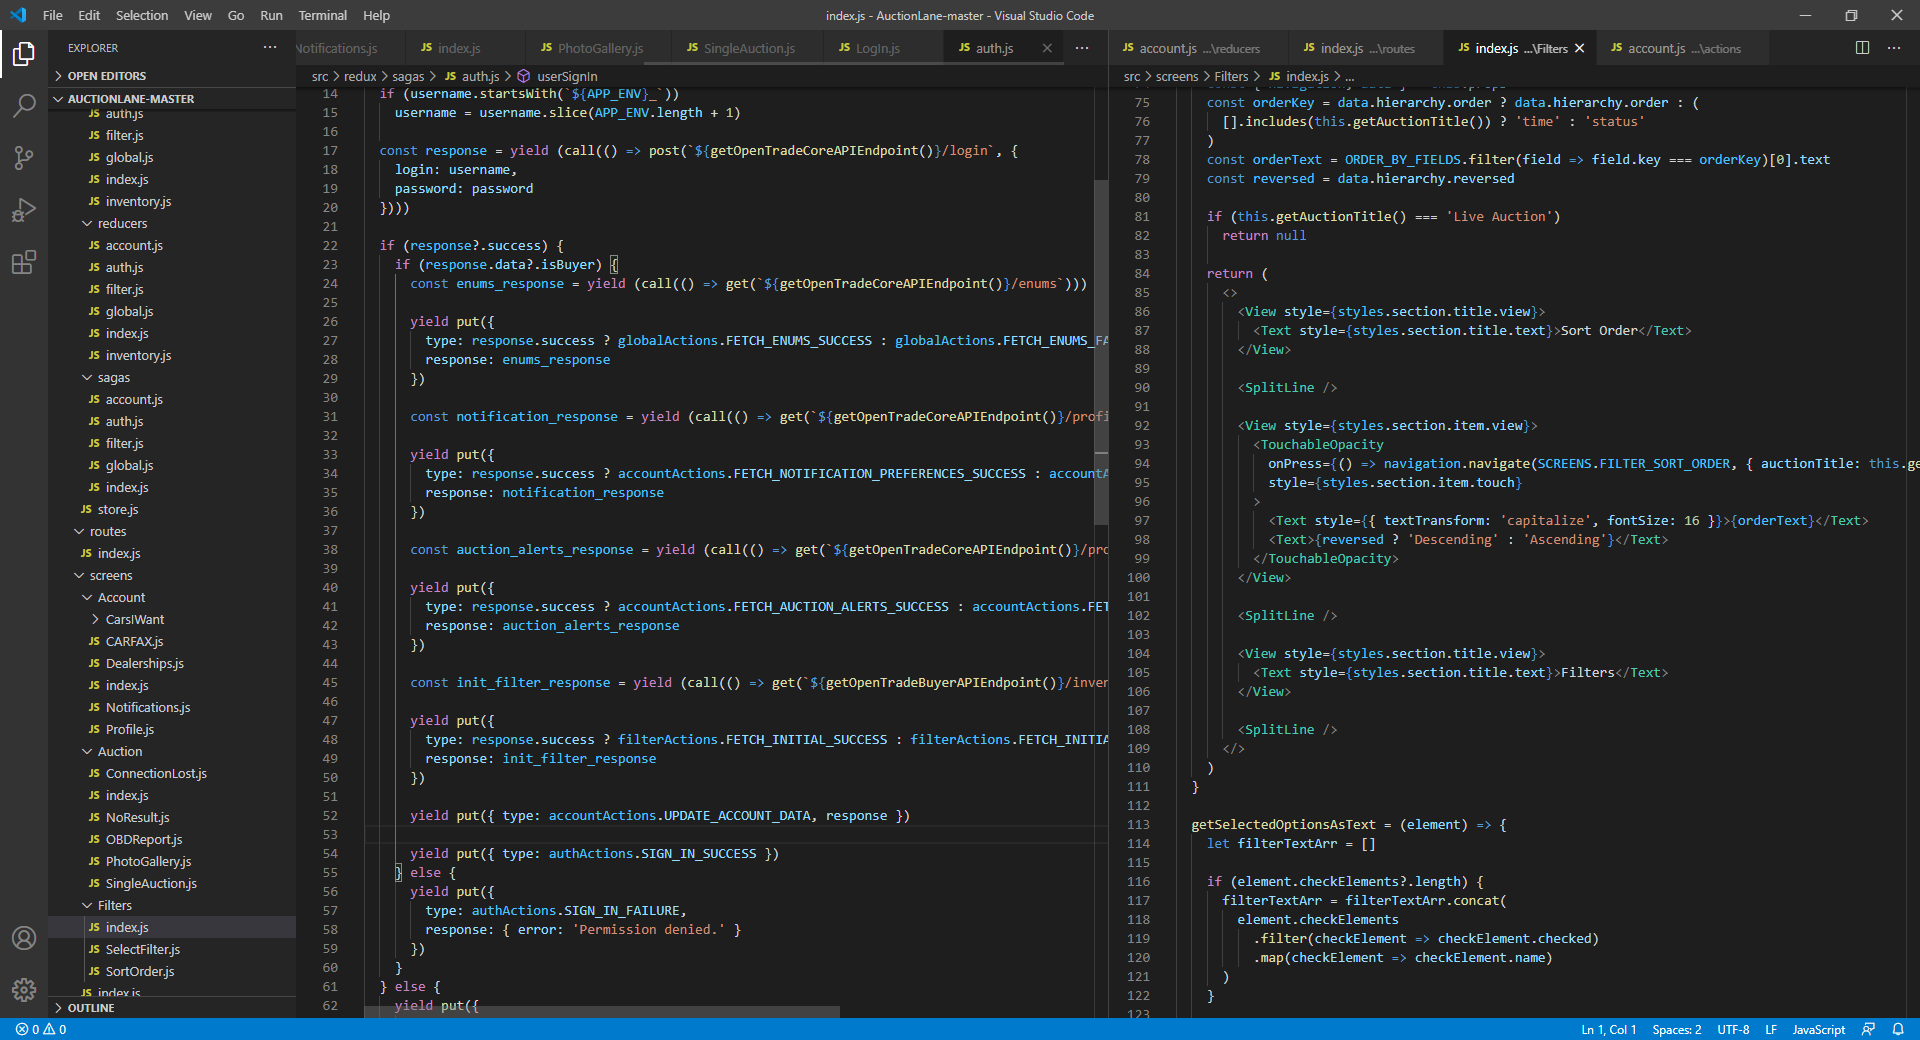 File Edit Selection View Go Run Terminal Help
index.js - AuctionLane-master - Visual Studio Code
EXPLORER
OPEN EDITORS
AUCTIONLANE-MASTER
JS auth.js
JS filter.js
JS global.js
JS index.js
JS inventory.js
reducers
JS account.js
JS auth.js
JS filter.js
JS global.js
JS index.js
JS inventory.js
sagas
JS account.js
JS auth.js
JS filter.js
JS global.js
JS index.js
JS store.js
routes
JS index.js
screens
Account
CarsIWant
JS CARFAX.js
JS Dealerships.js
JS index.js
JS Notifications.js
JS Profile.js
Auction
JS ConnectionLost.js
JS index.js
JS NoResult.js
JS OBDReport.js
JS PhotoGallery.js
JS SingleAuction.js
Filters
JS index.js
JS SelectFilter.js
JS SortOrder.js
JS index.js
OUTLINE
Notifications.js JS index.js JS PhotoGallery.js JS SingleAuction.js JS LogIn.js JS auth.js
src > redux > sagas > JS auth.js > userSignIn
14 if (username.startsWith(`${APP_ENV}_`))
15 username = username.slice(APP_ENV.length + 1)
16
17 const response = yield (call(() => post(`${getOpenTradeCoreAPIEndpoint()}/login`, {
18 login: username,
19 password: password
20 })))
21
22 if (response?.success) {
23 if (response.data?.isBuyer) {
24 const enums_response = yield (call(() => get(`${getOpenTradeCoreAPIEndpoint()}/enums`)))
25
26 yield put({
27 type: response.success ? globalActions.FETCH_ENUMS_SUCCESS : globalActions.FETCH_ENUMS_FA
28 response: enums_response
29 })
30
31 const notification_response = yield (call(() => get(`${getOpenTradeCoreAPIEndpoint()}/profi
32
33 yield put({
34 type: response.success ? accountActions.FETCH_NOTIFICATION_PREFERENCES_SUCCESS : accountA
35 response: notification_response
36 })
37
38 const auction_alerts_response = yield (call(() => get(`${getOpenTradeCoreAPIEndpoint()}/pro
39
40 yield put({
41 type: response.success ? accountActions.FETCH_AUCTION_ALERTS_SUCCESS : accountActions.FET
42 response: auction_alerts_response
43 })
44
45 const init_filter_response = yield (call(() => get(`${getOpenTradeBuyerAPIEndpoint()}/inven
46
47 yield put({
48 type: response.success ? filterActions.FETCH_INITIAL_SUCCESS : filterActions.FETCH_INITIA
49 response: init_filter_response
50 })
51
52 yield put({ type: accountActions.UPDATE_ACCOUNT_DATA, response })
53
54 yield put({ type: authActions.SIGN_IN_SUCCESS })
55 } else {
56 yield put({
57 type: authActions.SIGN_IN_FAILURE,
58 response: { error: 'Permission denied.' }
59 })
60 }
61 } else {
62 yield put({
JS account.js ...\reducers JS index.js ...\routes JS index.js ...\Filters JS account.js ...\actions
src > screens > Filters > JS index.js > ...
75 const orderKey = data.hierarchy.order ? data.hierarchy.order : (
76 [].includes(this.getAuctionTitle()) ? 'time' : 'status'
77 )
78 const orderText = ORDER_BY_FIELDS.filter(field => field.key === orderKey)[0].text
79 const reversed = data.hierarchy.reversed
80
81 if (this.getAuctionTitle() === 'Live Auction')
82 return null
83
84 return (
85 <>
86 <View style={styles.section.title.view}>
87 <Text style={styles.section.title.text}>Sort Order</Text>
88 </View>
89
90 <SplitLine />
91
92 <View style={styles.section.item.view}>
93 <TouchableOpacity
94 onPress={() => navigation.navigate(SCREENS.FILTER_SORT_ORDER, { auctionTitle: this.ge
95 style={styles.section.item.touch}
96 >
97 <Text style={{ textTransform: 'capitalize', fontSize: 16 }}>{orderText}</Text>
98 <Text>{reversed ? 'Descending' : 'Ascending'}</Text>
99 </TouchableOpacity>
100 </View>
101
102 <SplitLine />
103
104 <View style={styles.section.title.view}>
105 <Text style={styles.section.title.text}>Filters</Text>
106 </View>
107
108 <SplitLine />
109 </>
110 )
111 }
112
113 getSelectedOptionsAsText = (element) => {
114 let filterTextArr = []
115
116 if (element.checkElements?.length) {
117 filterTextArr = filterTextArr.concat(
118 element.checkElements
119 .filter(checkElement => checkElement.checked)
120 .map(checkElement => checkElement.name)
121 )
122 }
123
0 0 Ln 1, Col 1 Spaces: 2 UTF-8 LF JavaScript